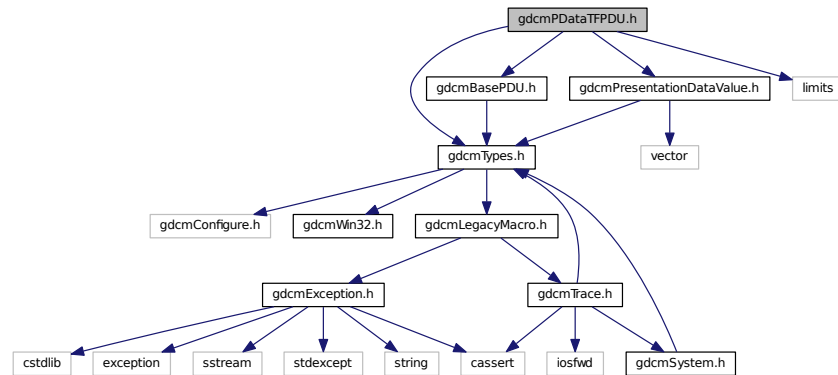 gdcmPDataTFPDU.h
gdcmBasePDU.h
gdcmPresentationDataValue.h
limits
gdcmTypes.h
vector
gdcmConfigure.h
gdcmWin32.h
gdcmLegacyMacro.h
gdcmException.h
gdcmTrace.h
cstdlib
exception
sstream
stdexcept
string
cassert
iosfwd
gdcmSystem.h